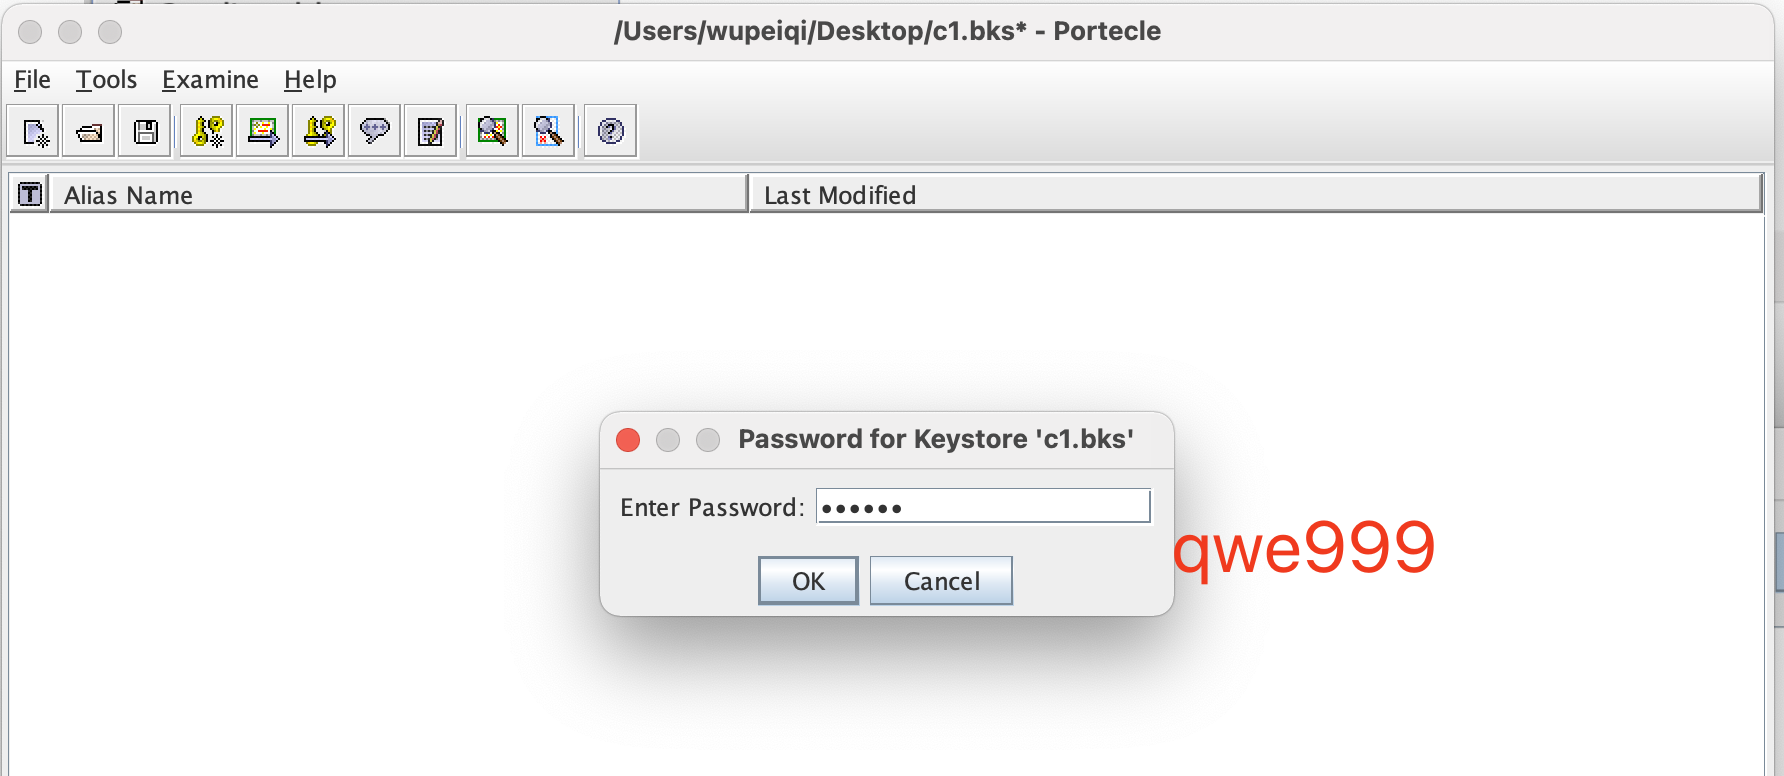 /Users/wupeiqi/Desktop/c1.bks* - Portecle
File Tools Examine Help
T Alias Name Last Modified
Password for Keystore 'c1.bks'
Enter Password: ••••••
qwe999
OK Cancel